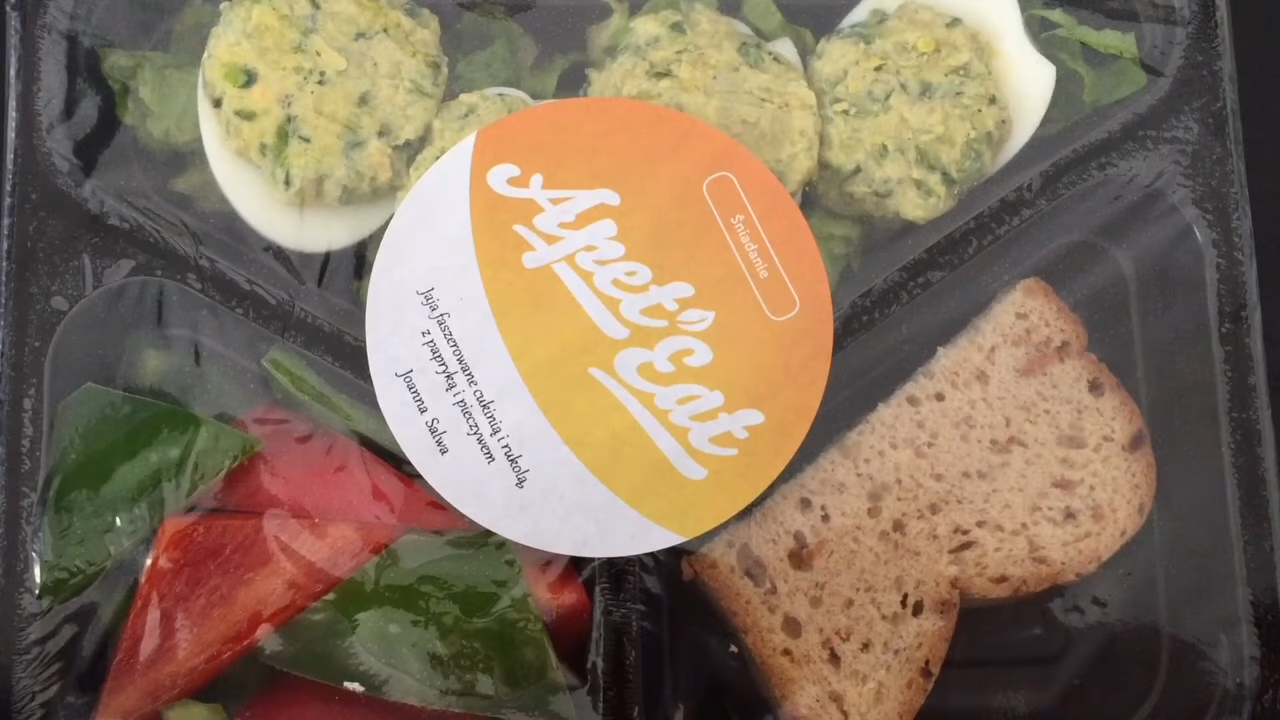 Śniadanie
Apet'Eat
Jaja faszerowane cukinią i rukolą,
z papryką i pieczywem
Joanna Salwa